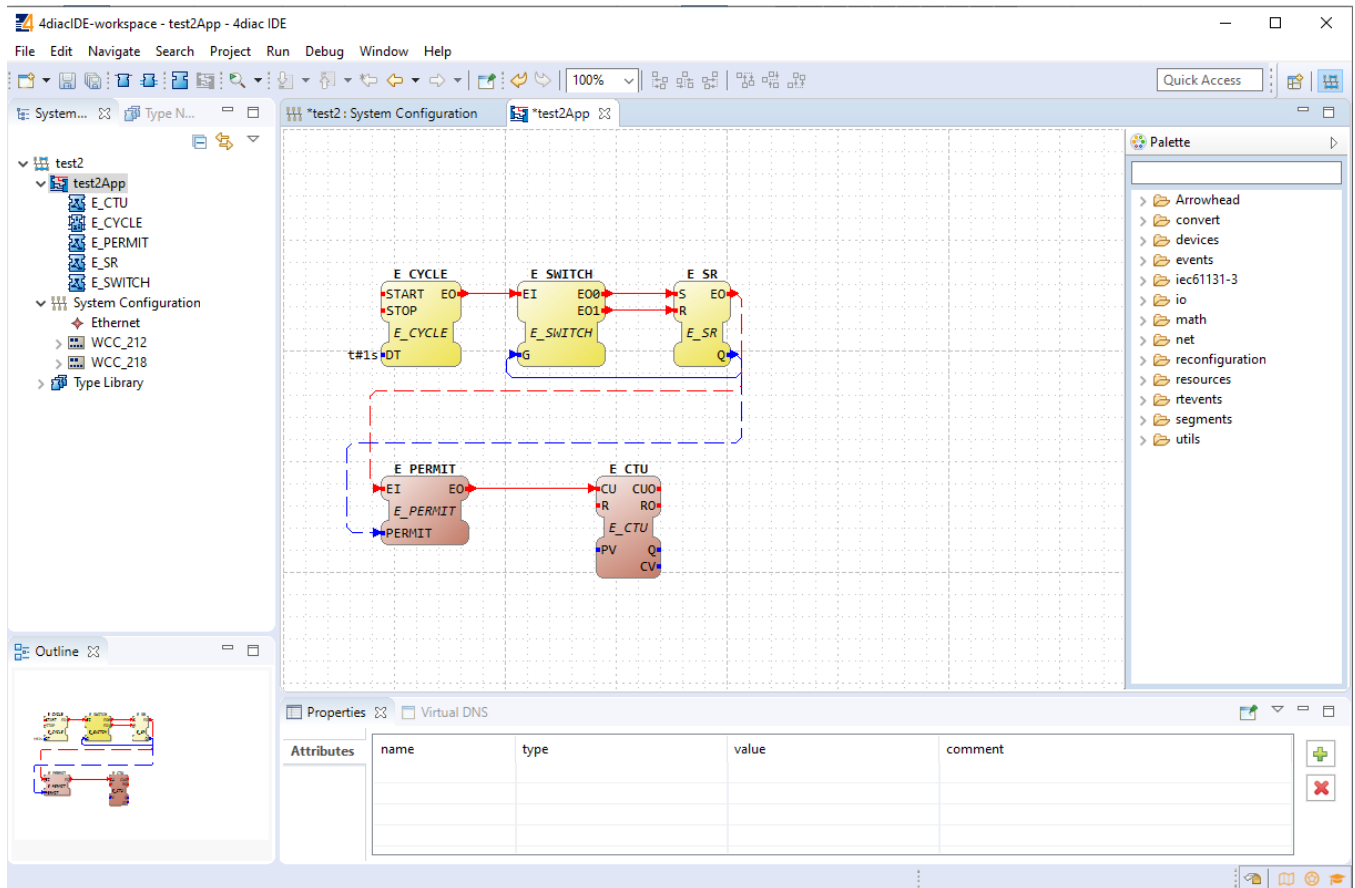 4diacIDE-workspace - test2App - 4diac IDE
File Edit Navigate Search Project Run Debug Window Help
100%
Quick Access
System...
Type N...
*test2 : System Configuration
*test2App
test2
test2App
E_CTU
E_CYCLE
E_PERMIT
E_SR
E_SWITCH
System Configuration
Ethernet
WCC_212
WCC_218
Type Library
E_CYCLE
START EO
STOP
E_CYCLE
t#1s DT
E_SWITCH
EI EO0
EO1
E_SWITCH
G
E_SR
S EO
R
E_SR
Q
E_PERMIT
EI EO
E_PERMIT
PERMIT
E_CTU
CU CUO
R RO
E_CTU
PV Q
CV
Palette
Arrowhead
convert
devices
events
iec61131-3
io
math
net
reconfiguration
resources
rtevents
segments
utils
Outline
Properties
Virtual DNS
Attributes
name type value comment